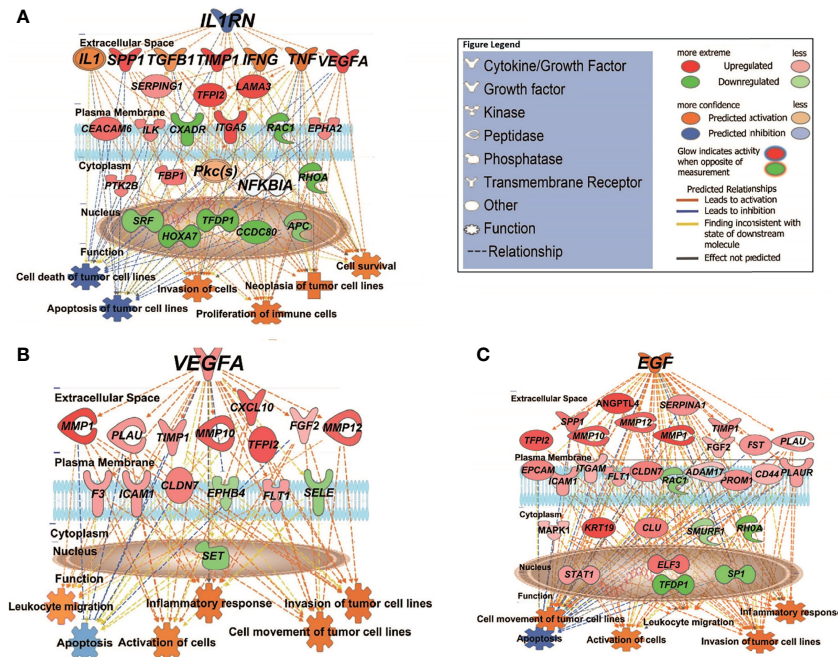 A
IL1RN
Extracellular Space
IL1 SPP1 TGFB1 TIMP1 IFNG TNF VEGFA
SERPING1 TFPI2 LAMA3
Plasma Membrane
CEACAM6 ILK CXADR ITGA5 RAC1 EPHA2
Cytoplasm
PTK2B FBP1 Pkc(s) NFKBIA RHOA
Nucleus
SRF HOXA7 TFDP1 CCDC80 APC
Function
Cell survival
Cell death of tumor cell lines
Invasion of cells
Neoplasia of tumor cell lines
Apoptosis of tumor cell lines
Proliferation of immune cells
Figure Legend
Cytokine/Growth Factor
Growth factor
Kinase
Peptidase
Phosphatase
Transmembrane Receptor
Other
Function
Relationship
more extreme less
Upregulated
Downregulated
more confidence less
Predicted activation
Predicted inhibition
Glow indicates activity
when opposite of
measurement
Predicted Relationships
Leads to activation
Leads to inhibition
Finding inconsistent with
state of downstream
molecule
Effect not predicted
B
VEGFA
Extracellular Space
MMP1 PLAU TIMP1 MMP10 CXCL10 TFPI2 FGF2 MMP12
Plasma Membrane
F3 ICAM1 CLDN7 EPHB4 FLT1 SELE
Cytoplasm
Nucleus
SET
Function
Leukocyte migration
Inflammatory response
Invasion of tumor cell lines
Apoptosis
Activation of cells
Cell movement of tumor cell lines
C
EGF
Extracellular Space
ANGPTL4 SERPINA1
SPP1 MMP12 TIMP1
TFPI2 MMP10 MMP1 FGF2 FST PLAU
Plasma Membrane
EPCAM ICAM1 ITGAM FLT1 CLDN7 RAC1 ADAM17 PROM1 CD44 PLAUR
Cytoplasm
MAPK1 KRT19 CLU SMURF1 RHOA
Nucleus
STAT1 ELF3 TFDP1 SP1
Function
Inflammatory response
Cell movement of tumor cell lines
Leukocyte migration
Apoptosis
Activation of cells
Invasion of tumor cell lines